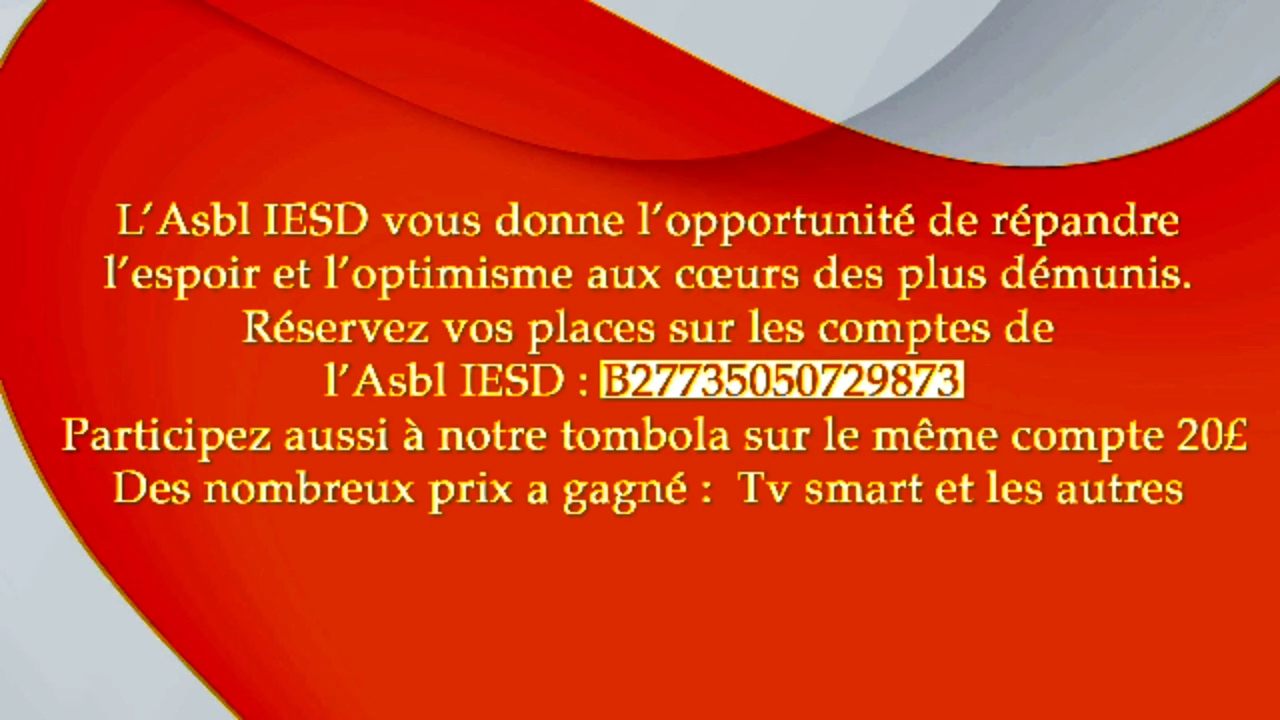 L'Asbl IESD vous donne l'opportunité de répandre
l'espoir et l'optimisme aux cœurs des plus démunis.
Réservez vos places sur les comptes de
l'Asbl IESD : B27735050729873
Participez aussi à notre tombola sur le même compte 20£
Des nombreux prix a gagné : Tv smart et les autres